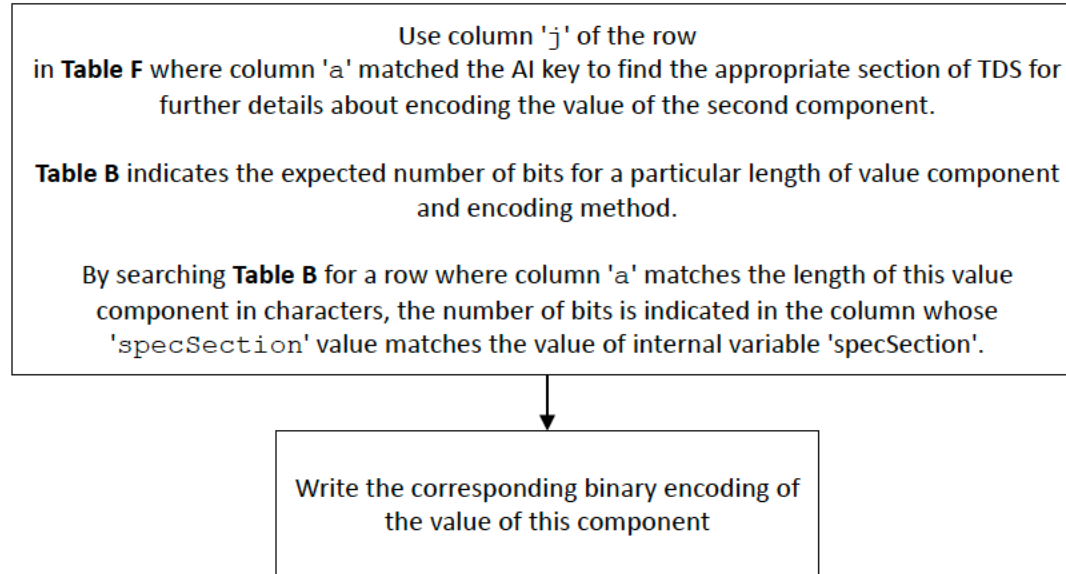 Use column 'j' of the row
in Table F where column 'a' matched the AI key to find the appropriate section of TDS for
further details about encoding the value of the second component.
Table B indicates the expected number of bits for a particular length of value component
and encoding method.
By searching Table B for a row where column 'a' matches the length of this value
component in characters, the number of bits is indicated in the column whose
'specSection' value matches the value of internal variable 'specSection'.
Write the corresponding binary encoding of
the value of this component